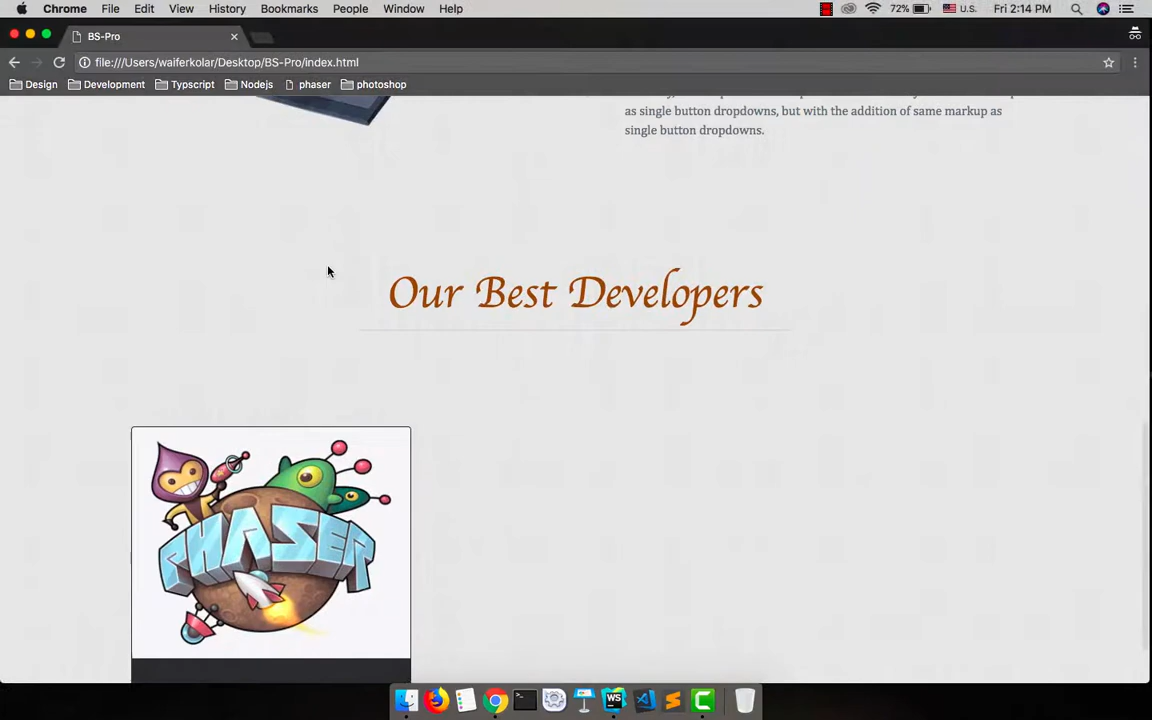 Chrome File Edit View History Bookmarks People Window Help 72% U.S. Fri 2:14 PM
BS-Pro
file:///Users/waiferkolar/Desktop/BS-Pro/index.html
Design Development Typscript Nodejs phaser photoshop
as single button dropdowns, but with the addition of same markup as
single button dropdowns.
Our Best Developers
PHASER
WS